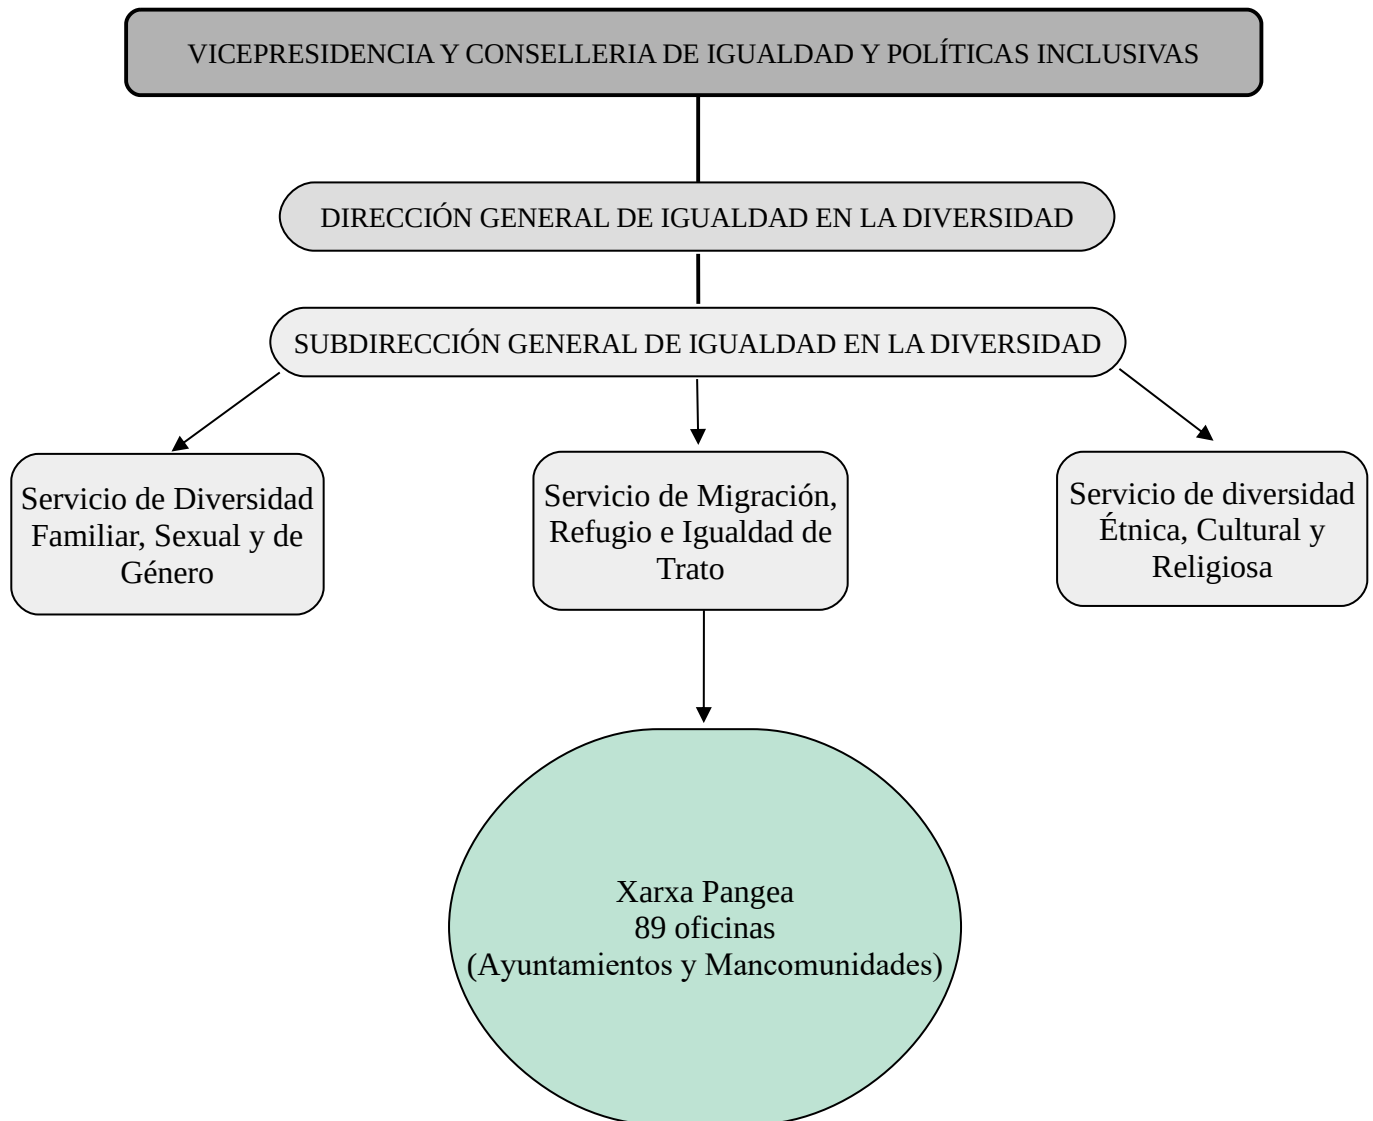 VICEPRESIDENCIA Y CONSELLERIA DE IGUALDAD Y POLÍTICAS INCLUSIVAS
DIRECCIÓN GENERAL DE IGUALDAD EN LA DIVERSIDAD
SUBDIRECCIÓN GENERAL DE IGUALDAD EN LA DIVERSIDAD
Servicio de Diversidad
Familiar, Sexual y de
Género
Servicio de Migración,
Refugio e Igualdad de
Trato
Servicio de diversidad
Étnica, Cultural y
Religiosa
Xarxa Pangea
89 oficinas
(Ayuntamientos y Mancomunidades)